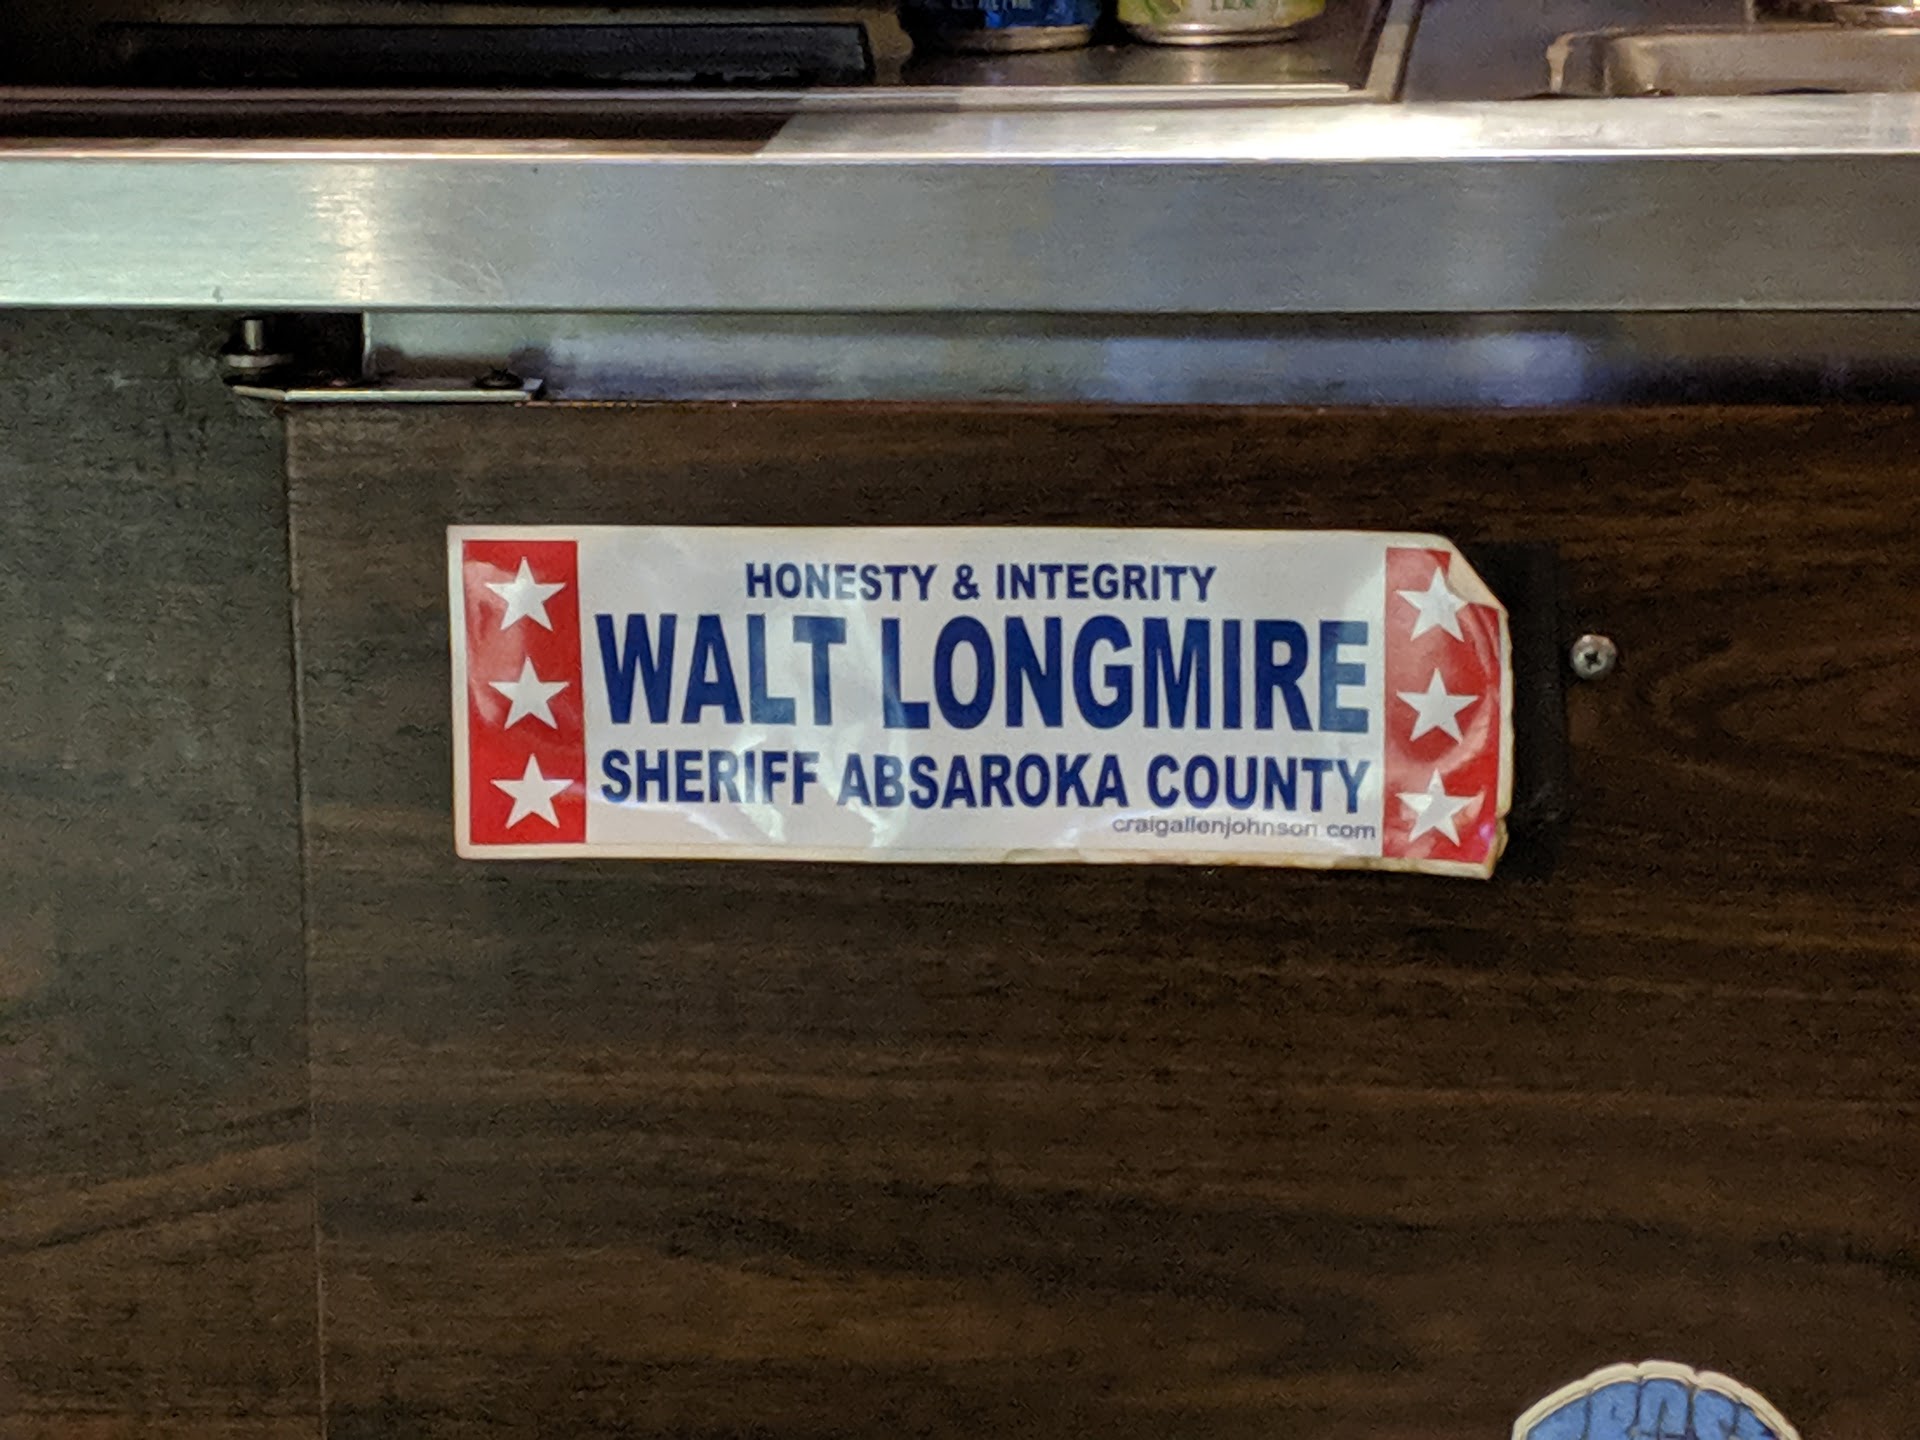 HONESTY & INTEGRITY
WALT LONGMIRE
SHERIFF ABSAROKA COUNTY
craigallenjohnson.com